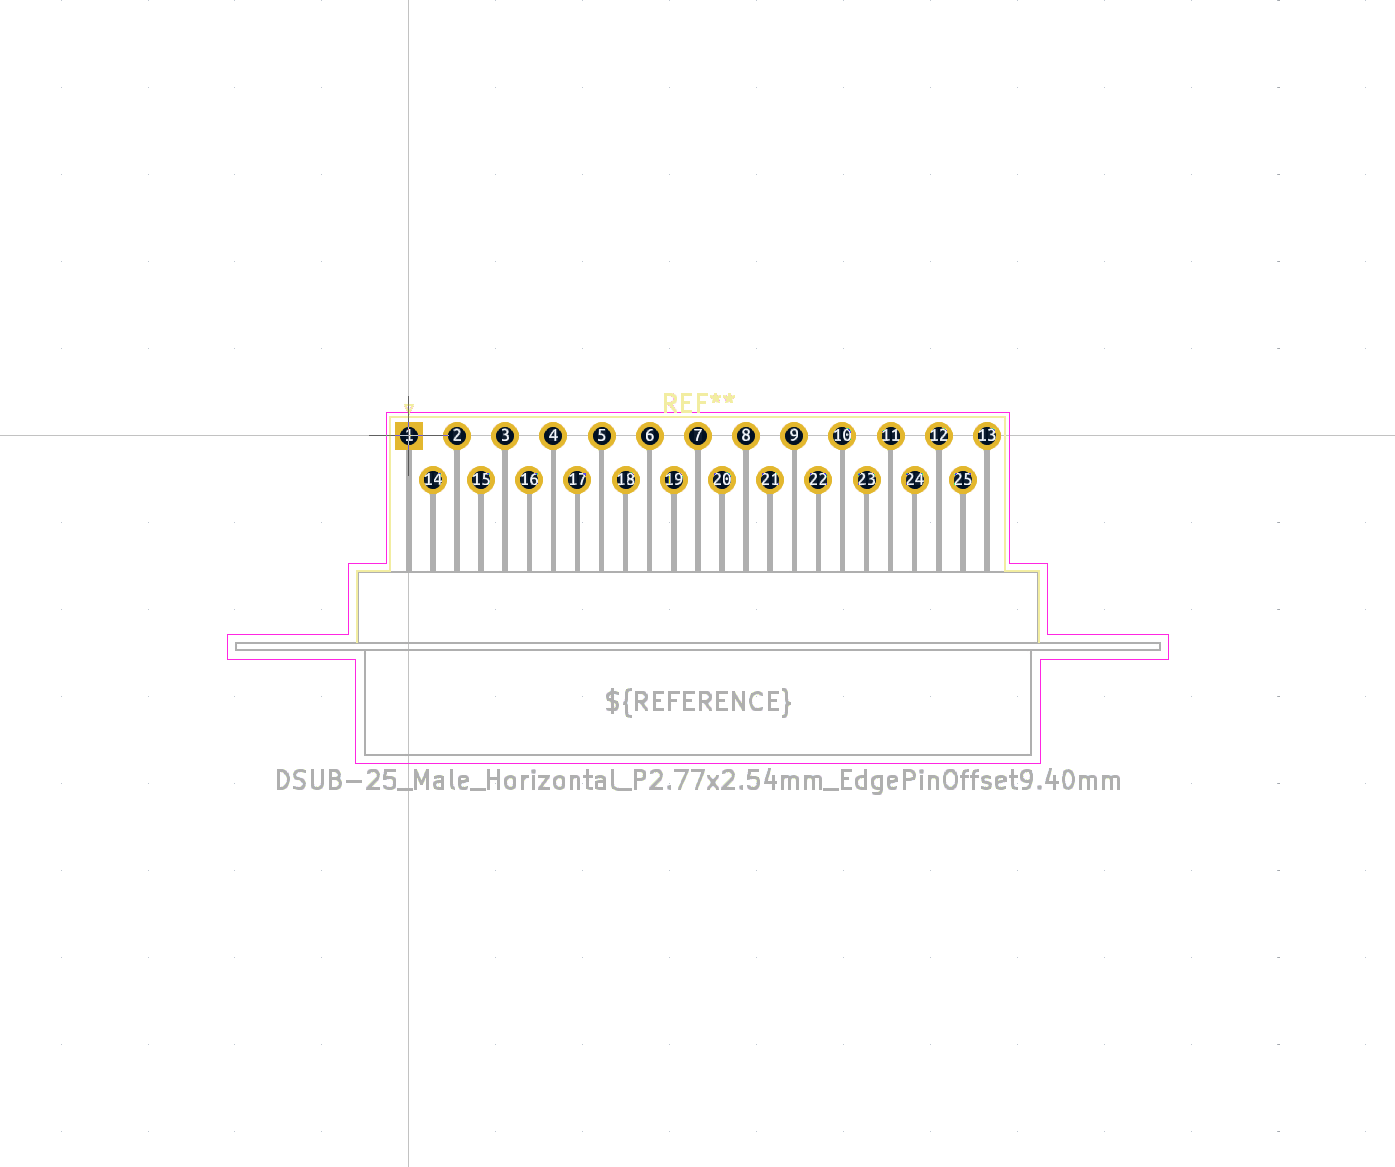 REF**
*
1 2 3 4 5 6 7 8 9 10 11 12 13
14 15 16 17 18 19 20 21 22 23 24 25
${REFERENCE}
DSUB-25_Male_Horizontal_P2.77x2.54mm_EdgePinOffset9.40mm